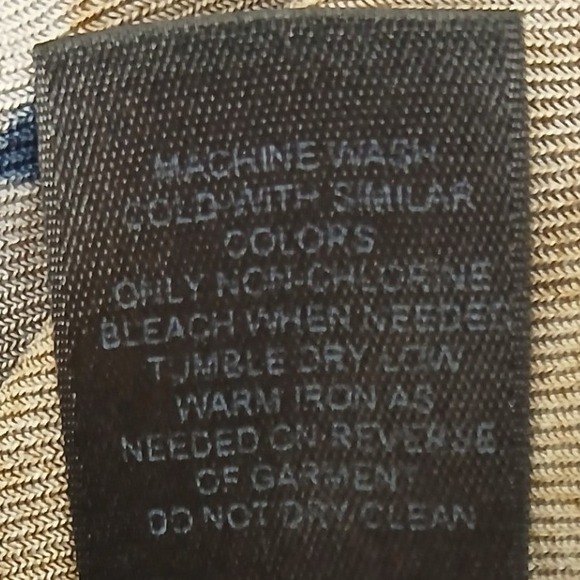 MACHINE WASH
COLD WITH SIMILAR
COLORS
ONLY NON-CHLORINE
BLEACH WHEN NEEDED
TUMBLE DRY LOW
WARM IRON AS
NEEDED ON REVERSE
OF GARMENT
DO NOT DRY CLEAN